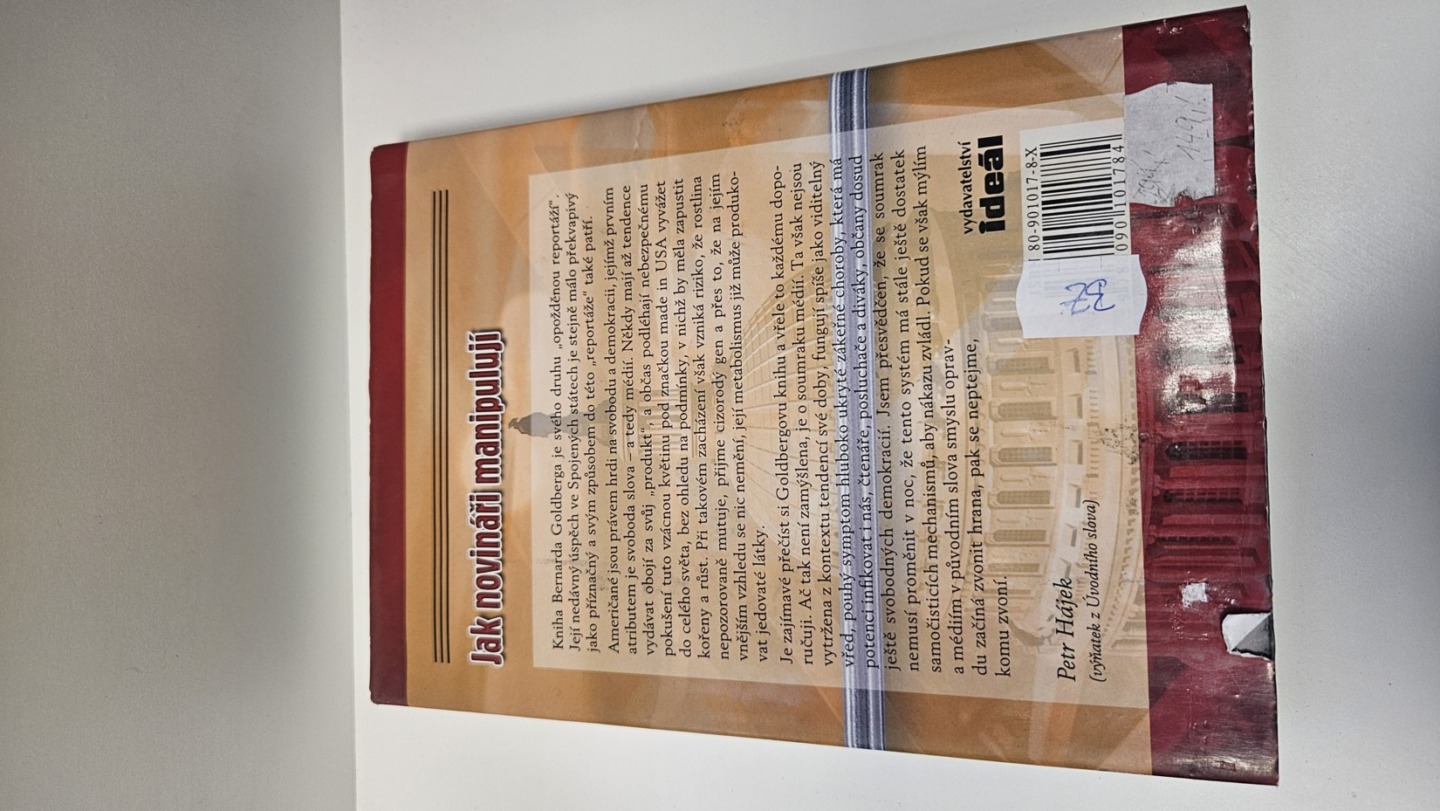 Jak novináři manipulují
Kniha Bernarda Goldberga je svého druhu „opožděnou reportáží“.
Její nedávný úspěch ve Spojených státech je stejně málo překvapivý
jako příznačný a svým způsobem do této „reportáže“ také patří.
Američané jsou právem hrdi na svobodu a demokracii, jejímž prvním
atributem je svoboda slova – a tedy médií. Někdy mají až tendence
vydávat obojí za svůj „produkt“, a občas podléhají nebezpečnému
pokušení tuto vzácnou květinu pod značkou made in USA vyvážet
do celého světa, bez ohledu na podmínky, v nichž by měla zapustit
kořeny a růst. Při takovém zacházení však vzniká riziko, že rostlina
nepozorovaně mutuje, přijme cizorodý gen a přes to, že na jejím
vnějším vzhledu se nic nemění, její metabolismus již může produko-
vat jedovaté látky.
Je zajímavé přečíst si Goldbergovu knihu a vřele to každému dopo-
ručuji. Ač tak není zamýšlena, je o soumraku médií. Ta však nejsou
vytržena z kontextu tendencí své doby, fungují spíše jako viditelný
vřed, pouhý symptom hluboko ukryté zákeřné choroby, která má
potenci infikovat i nás, čtenáře, posluchače a diváky, občany dosud
ještě svobodných demokracií. Jsem přesvědčen, že se soumrak
nemusí proměnit v noc, že tento systém má stále ještě dostatek
samočisticích mechanismů, aby nákazu zvládl. Pokud se však mýlím
a médiím v původním slova smyslu oprav-
du začíná zvonit hrana, pak se neptejme,
komu zvoní.
Petr Hájek
(výňatek z Úvodního slova)
vydavatelství
ideál
80-901017-8-X
090101784
37
149,-